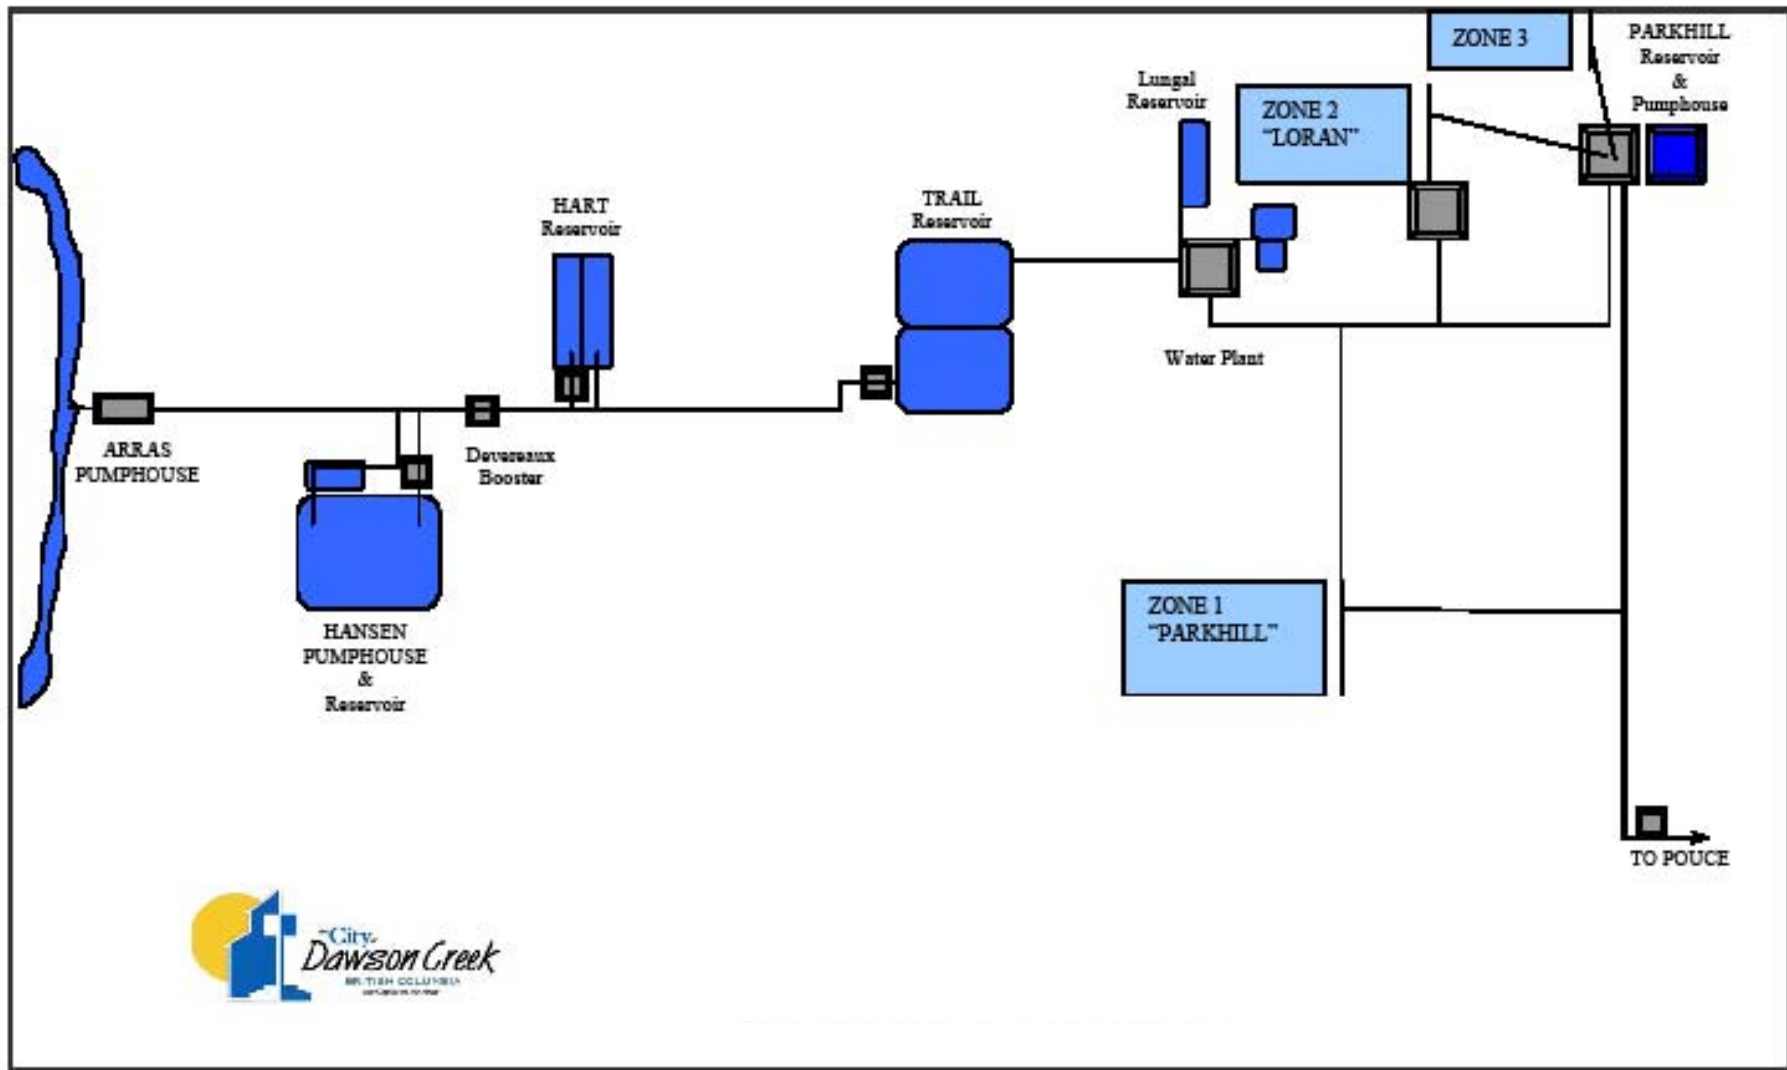 ZONE 3
PARKHILL
Reservoir
&
Pumphouse
Lungal
Reservoir
ZONE 2
“LORAN”
HART
Reservoir
TRAIL
Reservoir
Water Plant
ARRAS
PUMPHOUSE
Devereaux
Booster
ZONE 1
“PARKHILL”
HANSEN
PUMPHOUSE
&
Reservoir
TO POUCE
City
Dawson Creek
BRITISH COLUMBIA